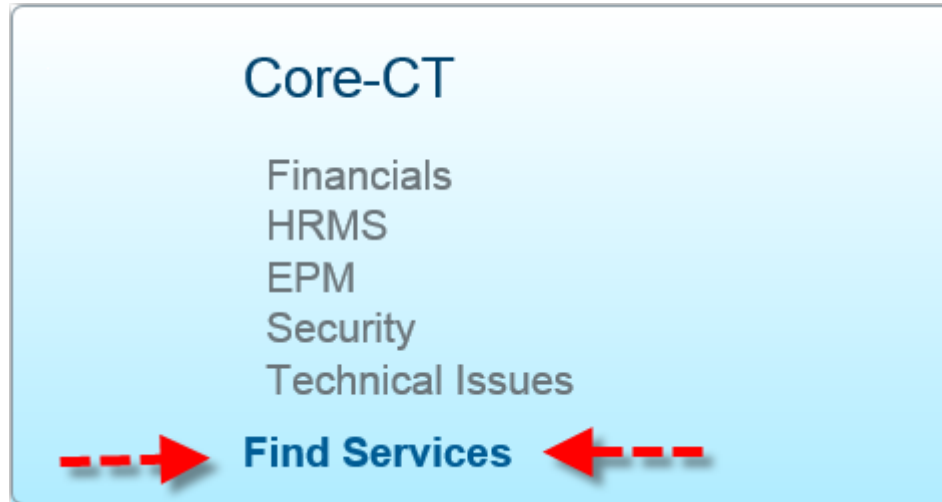 Core-CT
Financials
HRMS
EPM
Security
Technical Issues
Find Services